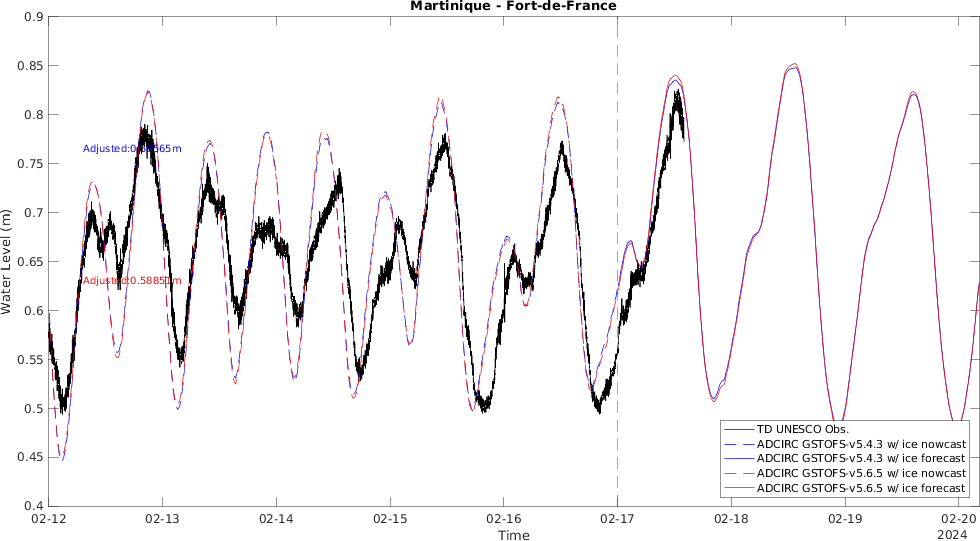 Martinique - Fort-de-France
0.9
0.85
0.8
0.75
0.7
0.65
0.6
0.55
0.5
0.45
0.4
Water Level (m)
Adjusted:0.58851m
TD UNESCO Obs.
ADCIRC GSTOFS-v5.4.3 w/ ice nowcast
ADCIRC GSTOFS-v5.4.3 w/ ice forecast
ADCIRC GSTOFS-v5.6.5 w/ ice nowcast
ADCIRC GSTOFS-v5.6.5 w/ ice forecast
02-12 02-13 02-14 02-15 02-16 02-17 02-18 02-19 02-20
Time
2024